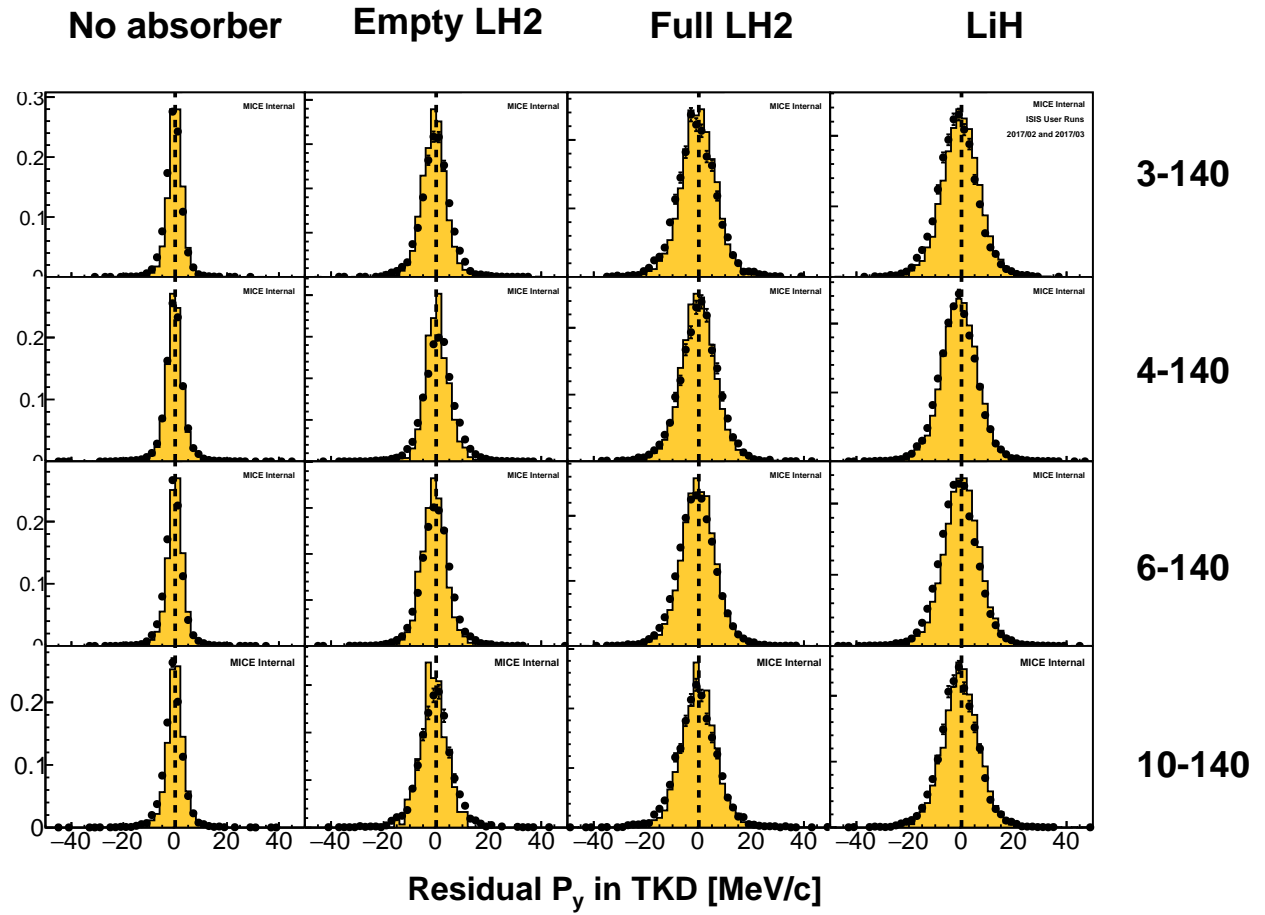 No absorber Empty LH2 Full LH2 LiH
0.3 MICE Internal MICE Internal MICE Internal MICE Internal
ISIS User Runs
2017/02 and 2017/03
0.2 3-140
0.1
0
MICE Internal MICE Internal MICE Internal MICE Internal
0.2 4-140
0.1
0
MICE Internal MICE Internal MICE Internal MICE Internal
0.2 6-140
0.1
0
MICE Internal MICE Internal MICE Internal MICE Internal
0.2
0.1 10-140
0
−40 −20 0 20 40 −40 −20 0 20 40 −40 −20 0 20 40 −40 −20 0 20 40
Residual Py in TKD [MeV/c]